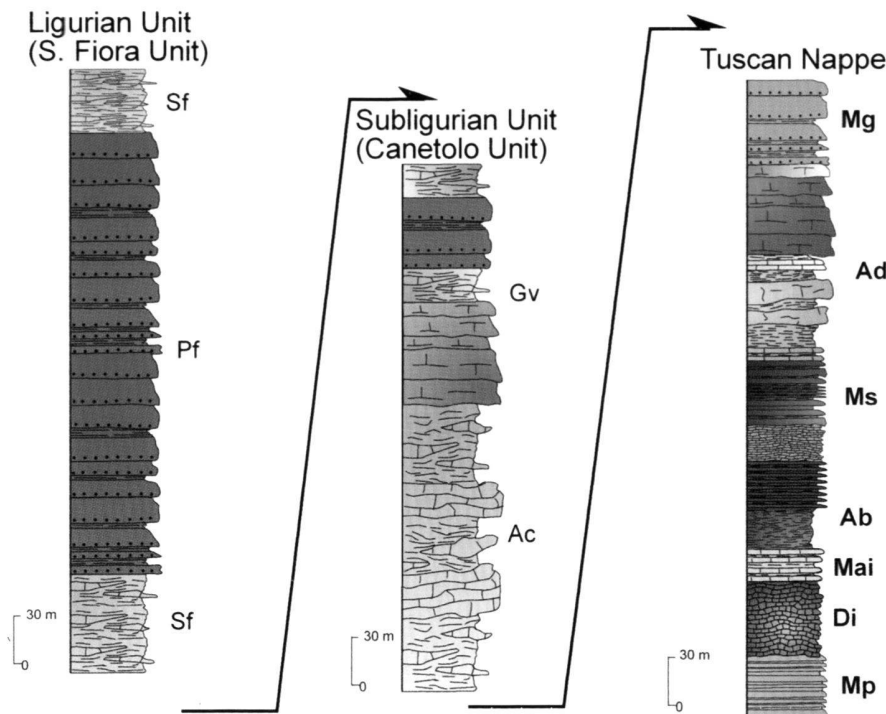 Ligurian Unit
(S. Fiora Unit)
Sf
Pf
Sf
30 m
0
Subligurian Unit
(Canetolo Unit)
Gv
Ac
30 m
0
Tuscan Nappe
Mg
Ad
Ms
Ab
Mai
Di
Mp
30 m
0